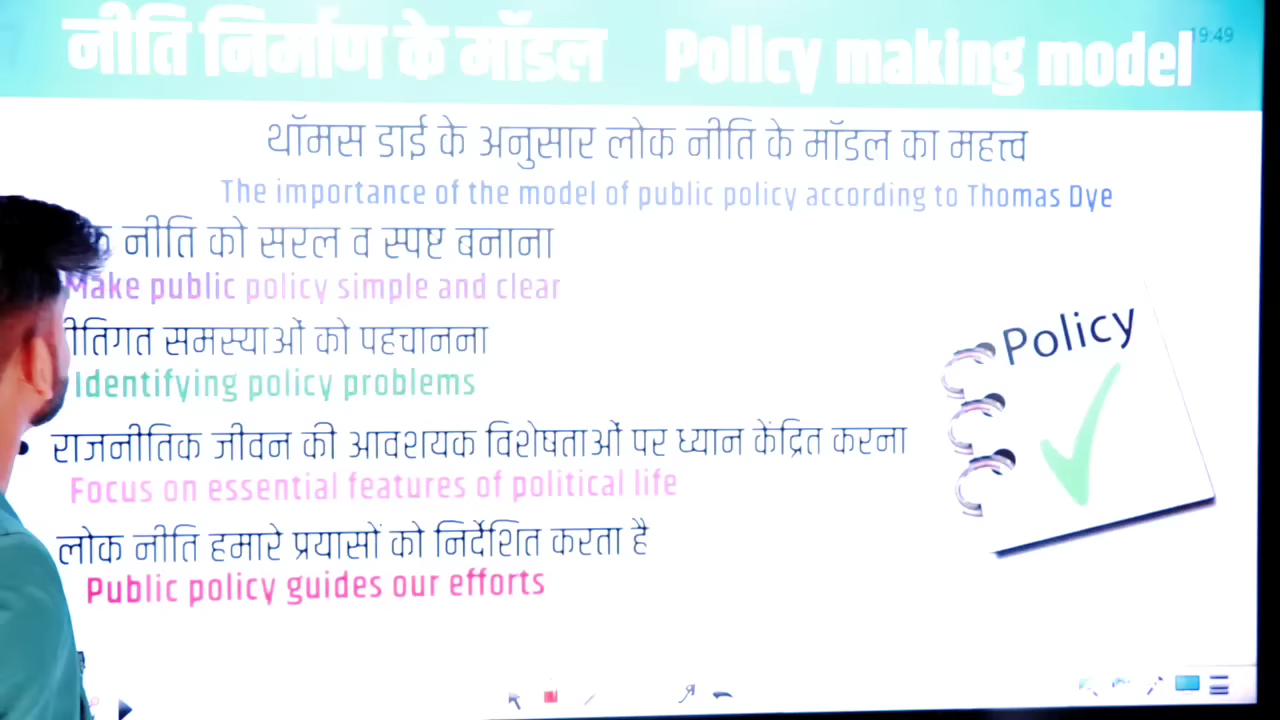 नीति निर्माण के मॉडल Policy making model
19:49
थॉमस डाई के अनुसार लोक नीति के मॉडल का महत्त्व
The importance of the model of public policy according to Thomas Dye
नीति को सरल व स्पष्ट बनाना
Make public policy simple and clear
समस्याओं को पहचानना
Identifying policy problems
• राजनीतिक जीवन की आवशयक विशेषताओं पर ध्यान केंद्रित करना
Focus on essential features of political life
लोक नीति हमारे प्रयासों को निर्देशित करता है
Public policy guides our efforts
Policy